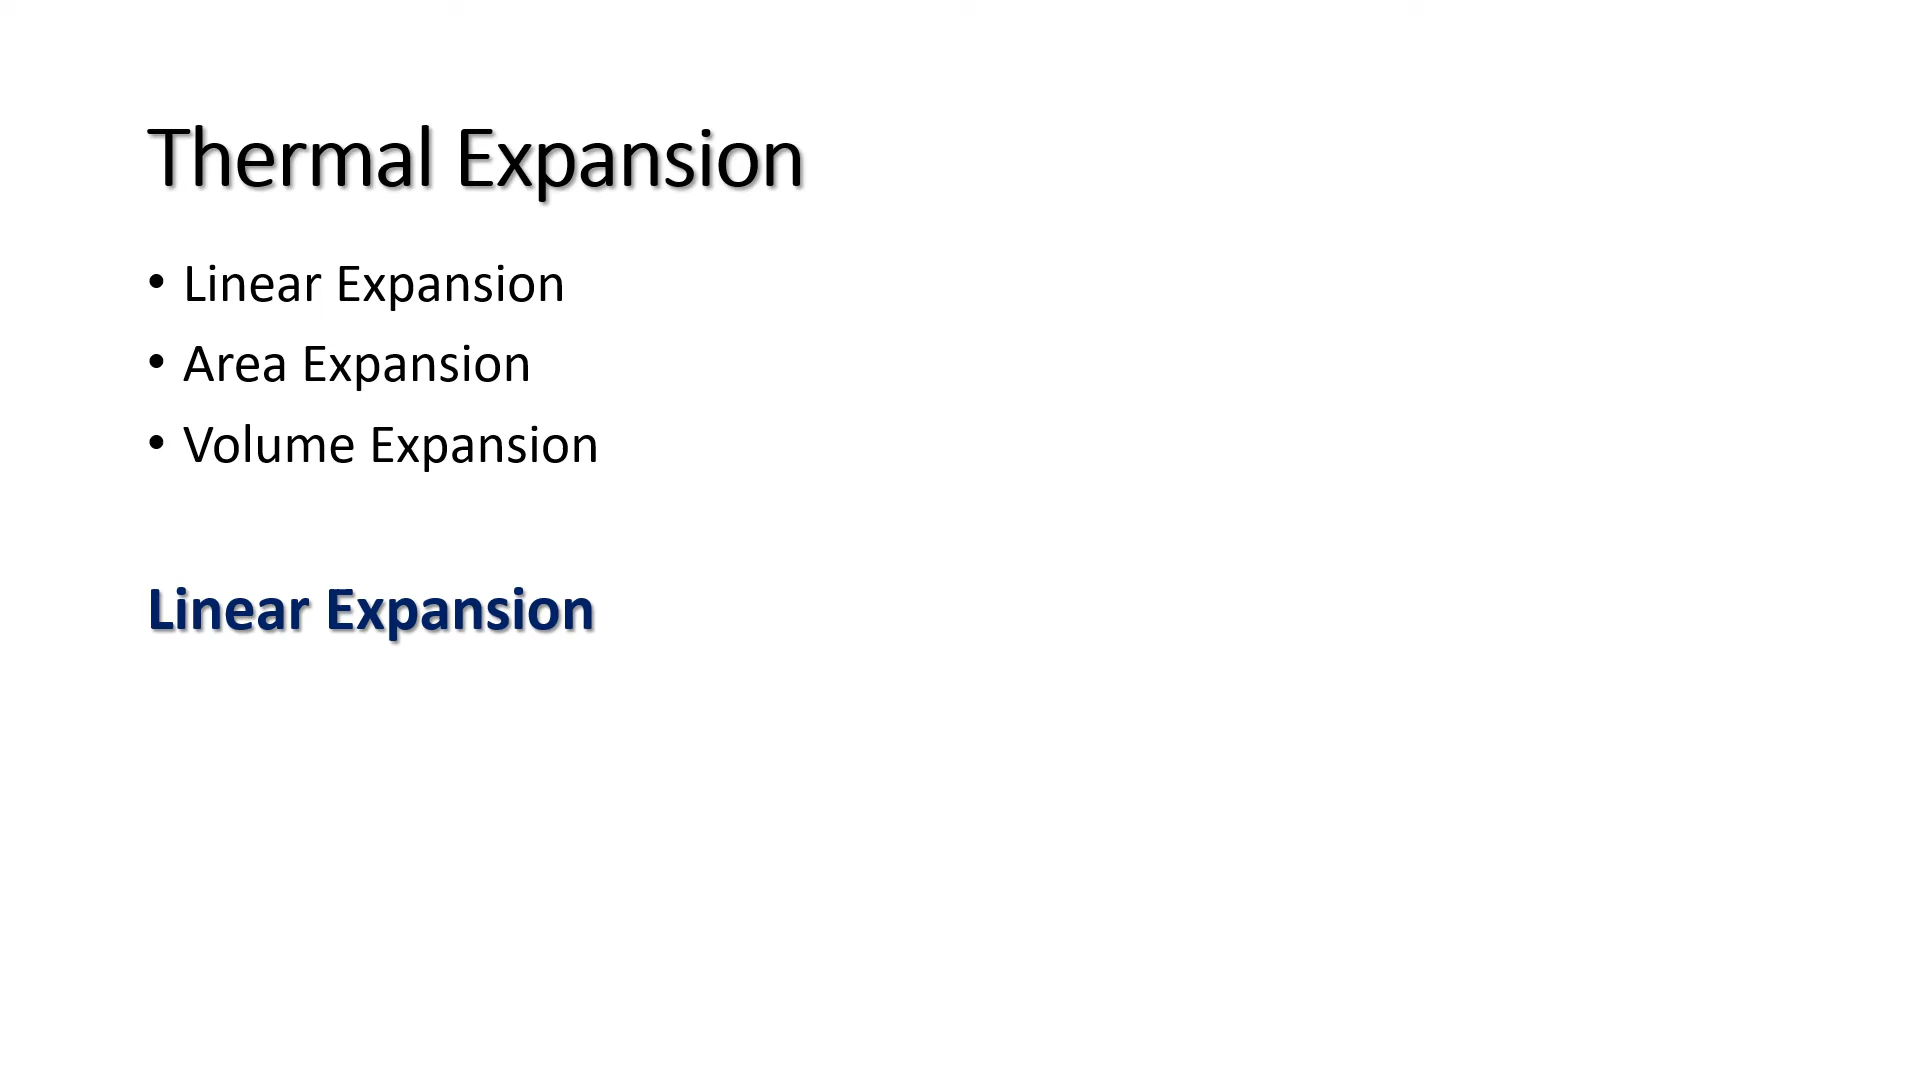 Thermal Expansion
• Linear Expansion
• Area Expansion
• Volume Expansion
Linear Expansion